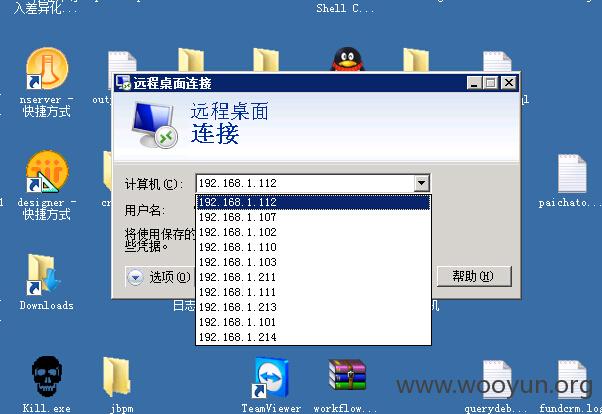 入差异化...
Shell C...
远程桌面连接
nserver -
快捷方式
远程桌面
连接
计算机(C):
192.168.1.112
192.168.1.112
用户名:
192.168.1.107
192.168.1.102
将使用保存的
些凭据。
192.168.1.110
192.168.1.103
192.168.1.211
选项(O)
帮助(H)
192.168.1.111
192.168.1.213
192.168.1.101
192.168.1.214
designer -
快捷方式
paichato...
Downloads
日志
机
Kill.exe
jbpm
TeamViewer
workflow...
querydeb...
fundcrm.loa
www.wooyun.org